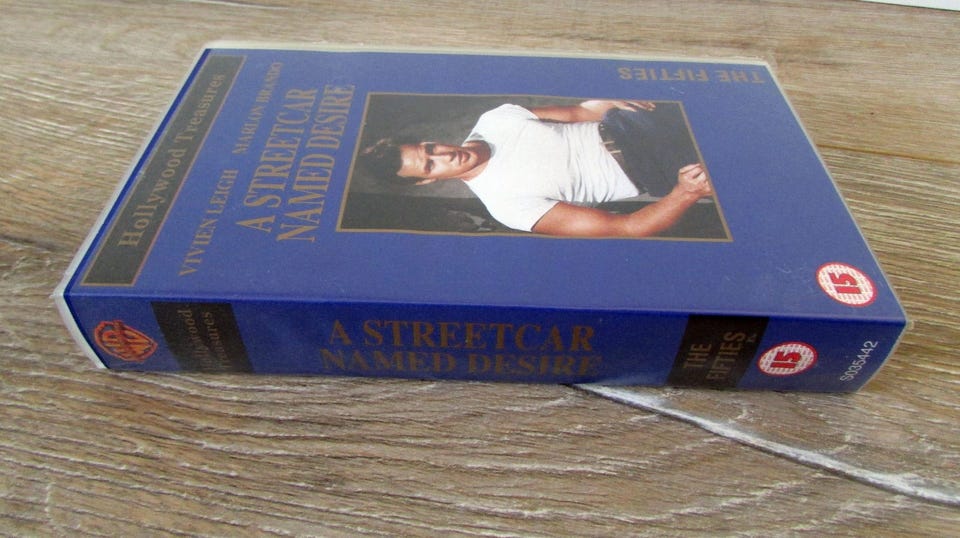 Hollywood Treasures
VIVIEN LEIGH MARLON BRANDO
A STREETCAR
NAMED DESIRE
THE FIFTIES
15
WB
Hollywood
Treasures
A STREETCAR
NAMED DESIRE
THE
FIFTIES
15
S035442